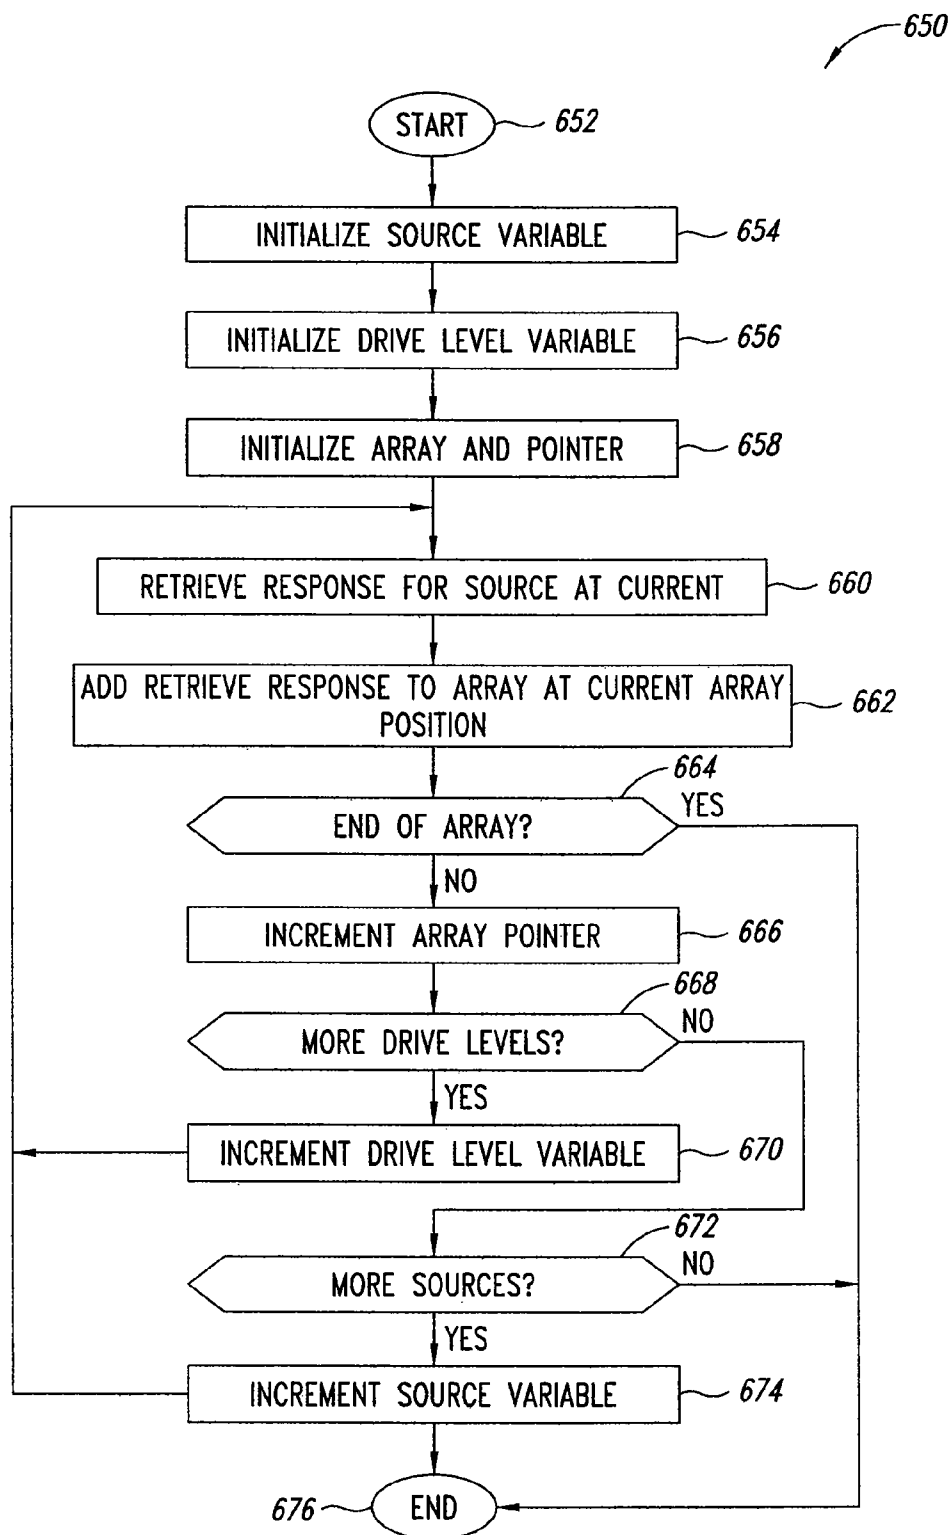 650
START
652
INITIALIZE SOURCE VARIABLE
654
INITIALIZE DRIVE LEVEL VARIABLE
656
INITIALIZE ARRAY AND POINTER
658
RETRIEVE RESPONSE FOR SOURCE AT CURRENT
660
ADD RETRIEVE RESPONSE TO ARRAY AT CURRENT ARRAY
POSITION
662
664
END OF ARRAY?
YES
NO
INCREMENT ARRAY POINTER
666
668
MORE DRIVE LEVELS?
NO
YES
INCREMENT DRIVE LEVEL VARIABLE
670
672
MORE SOURCES?
NO
YES
INCREMENT SOURCE VARIABLE
674
676
END